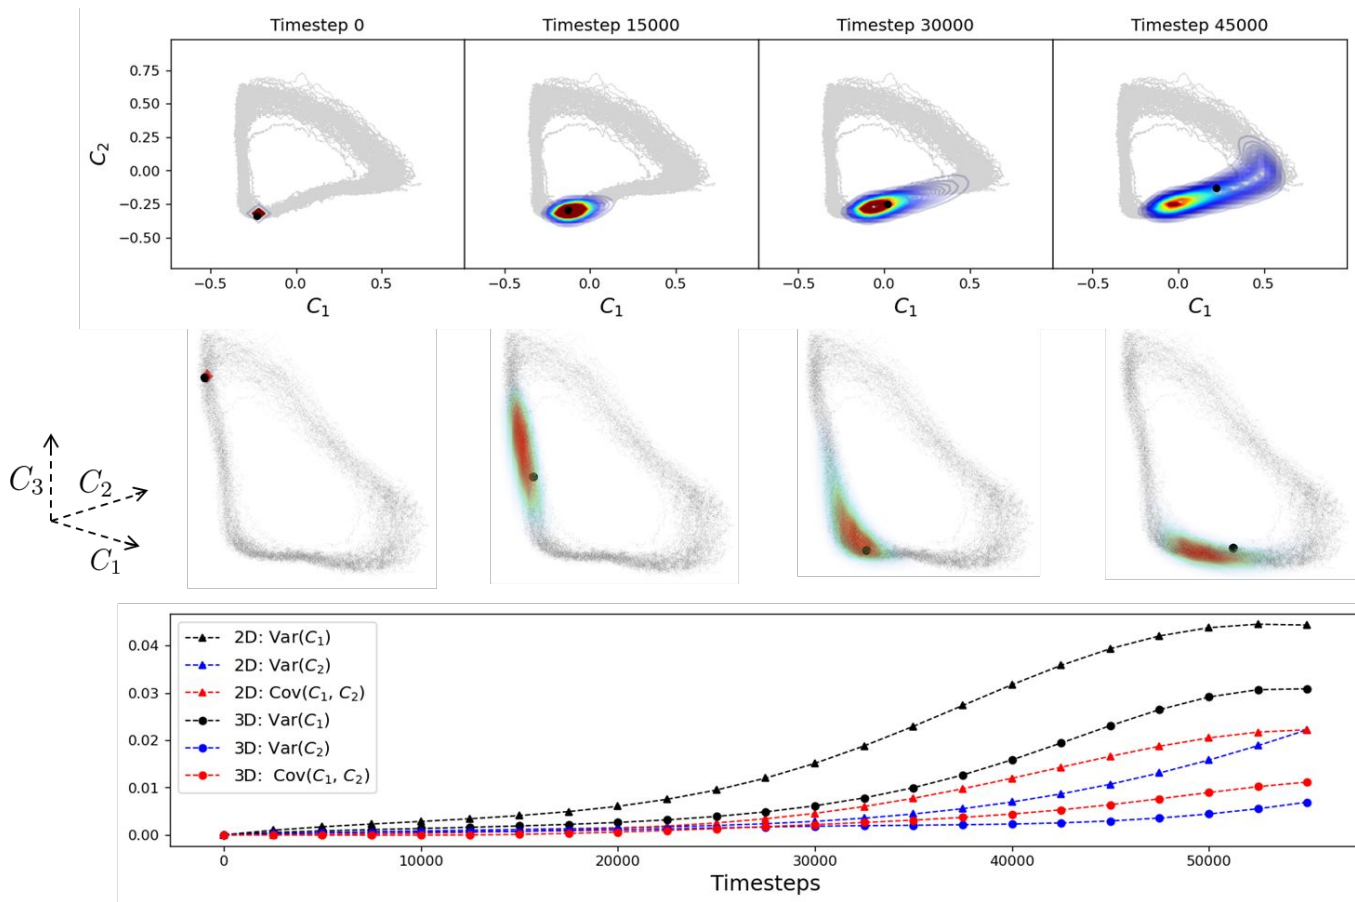 Timestep 0 Timestep 15000 Timestep 30000 Timestep 45000
0.75
0.50
0.25
0.00
−0.25
−0.50
C₂
−0.5 0.0 0.5 −0.5 0.0 0.5 −0.5 0.0 0.5 −0.5 0.0 0.5
C₁ C₁ C₁ C₁
C₃
C₂
C₁
0.04
0.03
0.02
0.01
0.00
2D: Var(C₁)
2D: Var(C₂)
2D: Cov(C₁, C₂)
3D: Var(C₁)
3D: Var(C₂)
3D: Cov(C₁, C₂)
0 10000 20000 30000 40000 50000
Timesteps